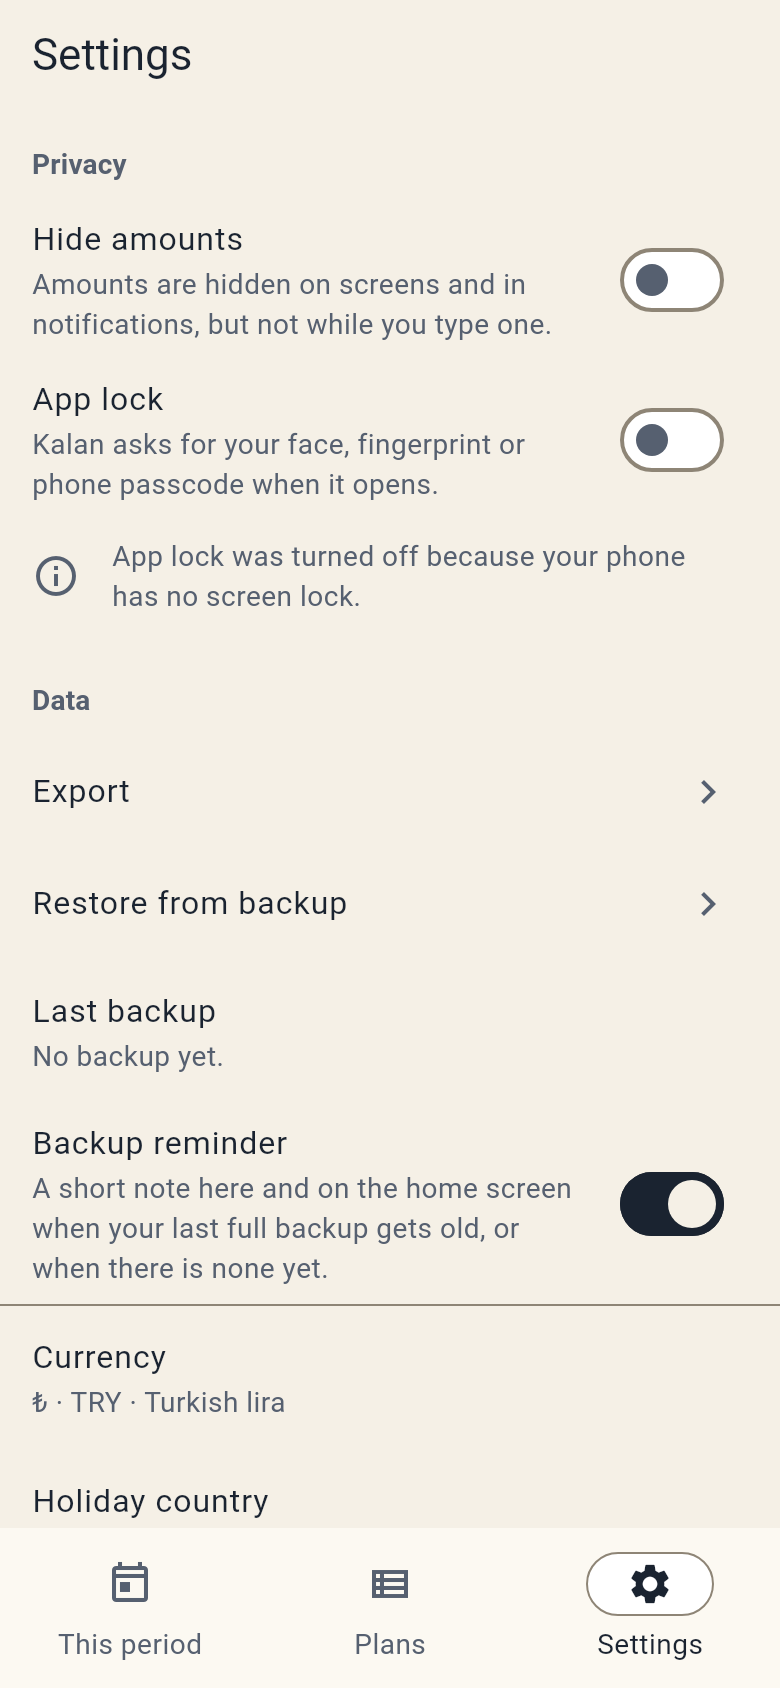 Settings
Privacy
Hide amounts
Amounts are hidden on screens and in
notifications, but not while you type one.
App lock
Kalan asks for your face, fingerprint or
phone passcode when it opens.
App lock was turned off because your phone
has no screen lock.
Data
Export
Restore from backup
Last backup
No backup yet.
Backup reminder
A short note here and on the home screen
when your last full backup gets old, or
when there is none yet.
Currency
₺ · TRY · Turkish lira
Holiday country
This period
Plans
Settings